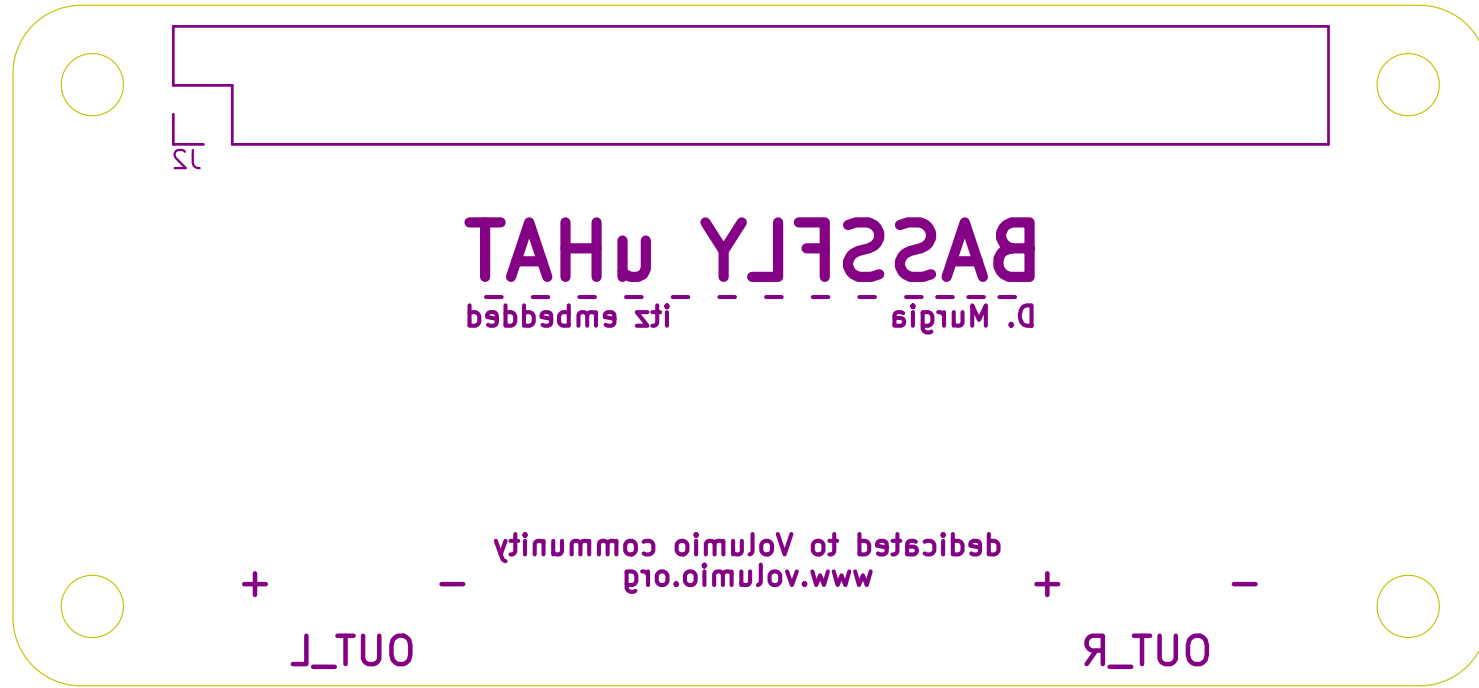 J2
BASSFLY uHAT
D. Murgia itz embedded
dedicated to Volumio community
www.volumio.org
- + - +
OUT_R OUT_L